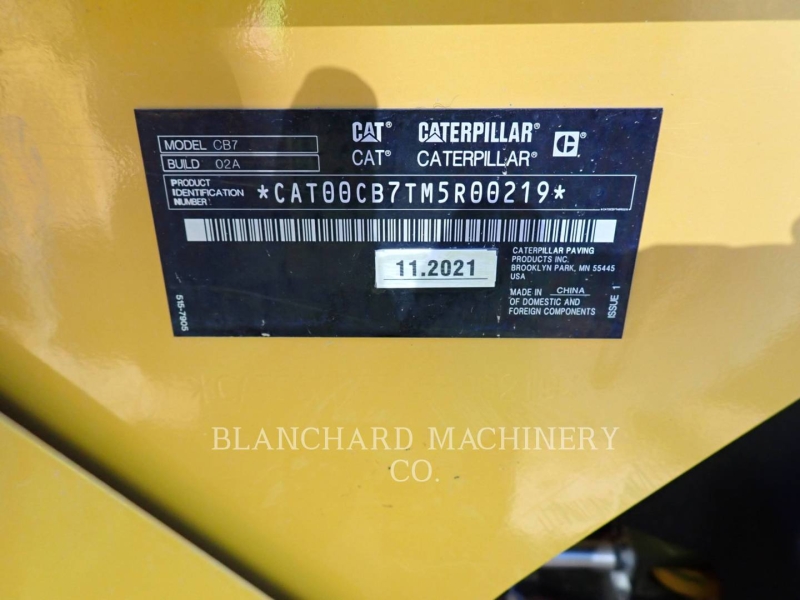 MODEL CB7
BUILD 02A
CAT® CATERPILLAR®
CAT® CATERPILLAR®
PRODUCT
IDENTIFICATION
NUMBER
*CAT00CB7TM5R00219*
11.2021
CATERPILLAR PAVING
PRODUCTS INC.
BROOKLYN PARK, MN 55445
USA
MADE IN CHINA
OF DOMESTIC AND
FOREIGN COMPONENTS
ISSUE 1
515-7905
BLANCHARD MACHINERY
CO.